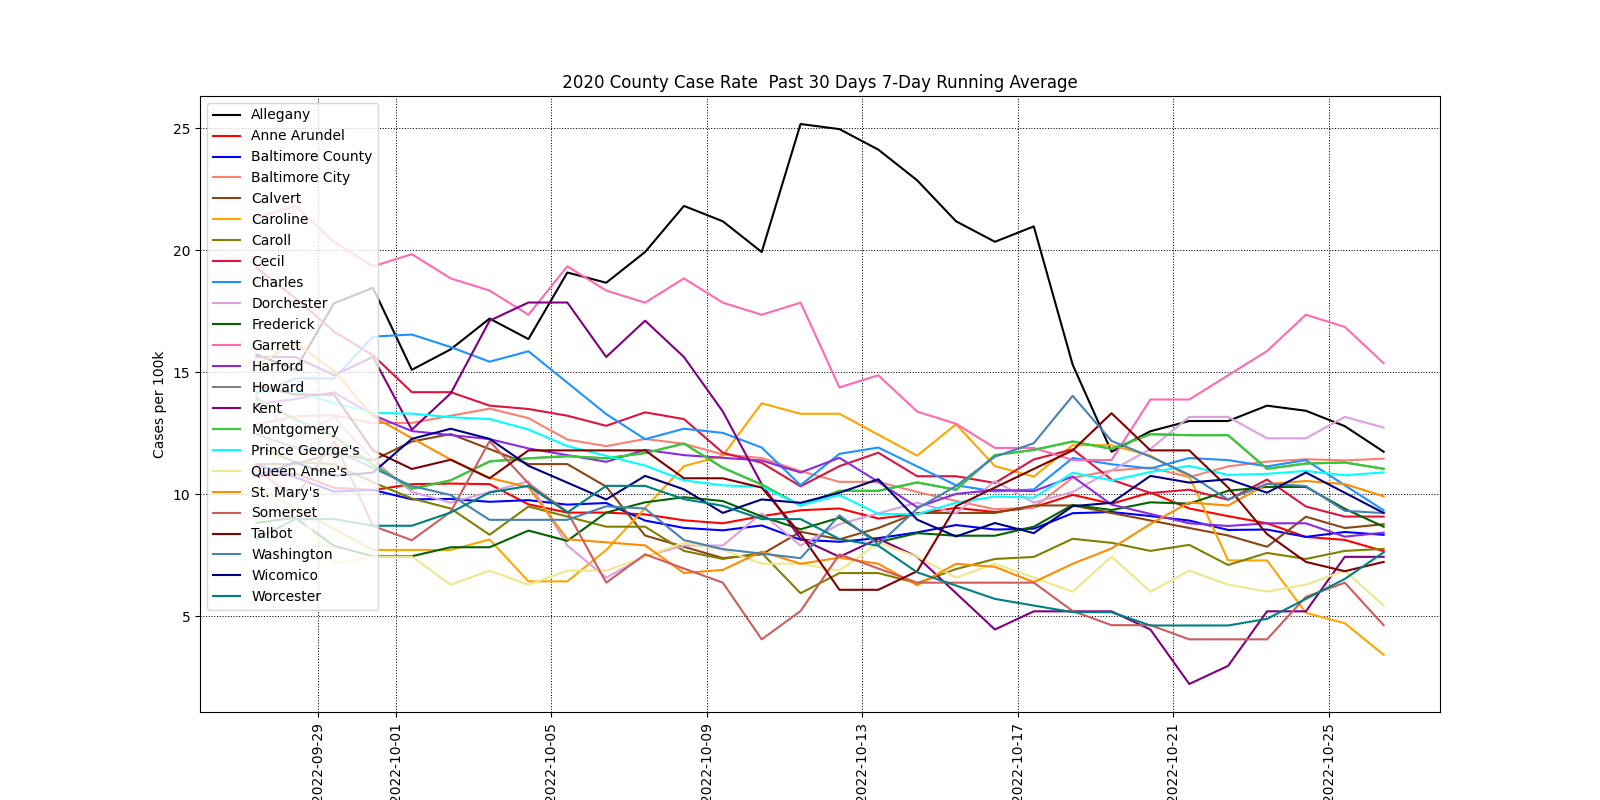 2020 County Case Rate  Past 30 Days 7-Day Running Average
Cases per 100k
25
20
15
10
5
Allegany
Anne Arundel
Baltimore County
Baltimore City
Calvert
Caroline
Caroll
Cecil
Charles
Dorchester
Frederick
Garrett
Harford
Howard
Kent
Montgomery
Prince George's
Queen Anne's
St. Mary's
Somerset
Talbot
Washington
Wicomico
Worcester
2022-09-29
2022-10-01
2022-10-05
2022-10-09
2022-10-13
2022-10-17
2022-10-21
2022-10-25